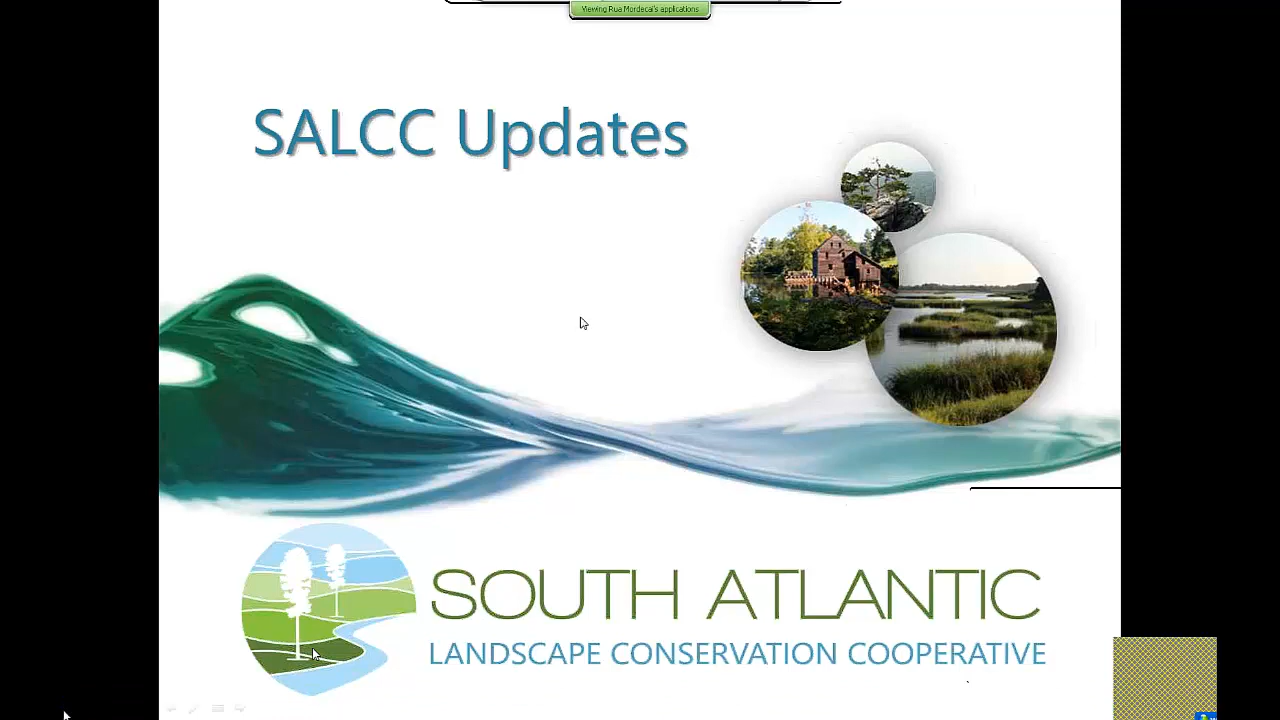 Viewing Rua Mordecai's applications
SALCC Updates
SOUTH ATLANTIC
LANDSCAPE CONSERVATION COOPERATIVE